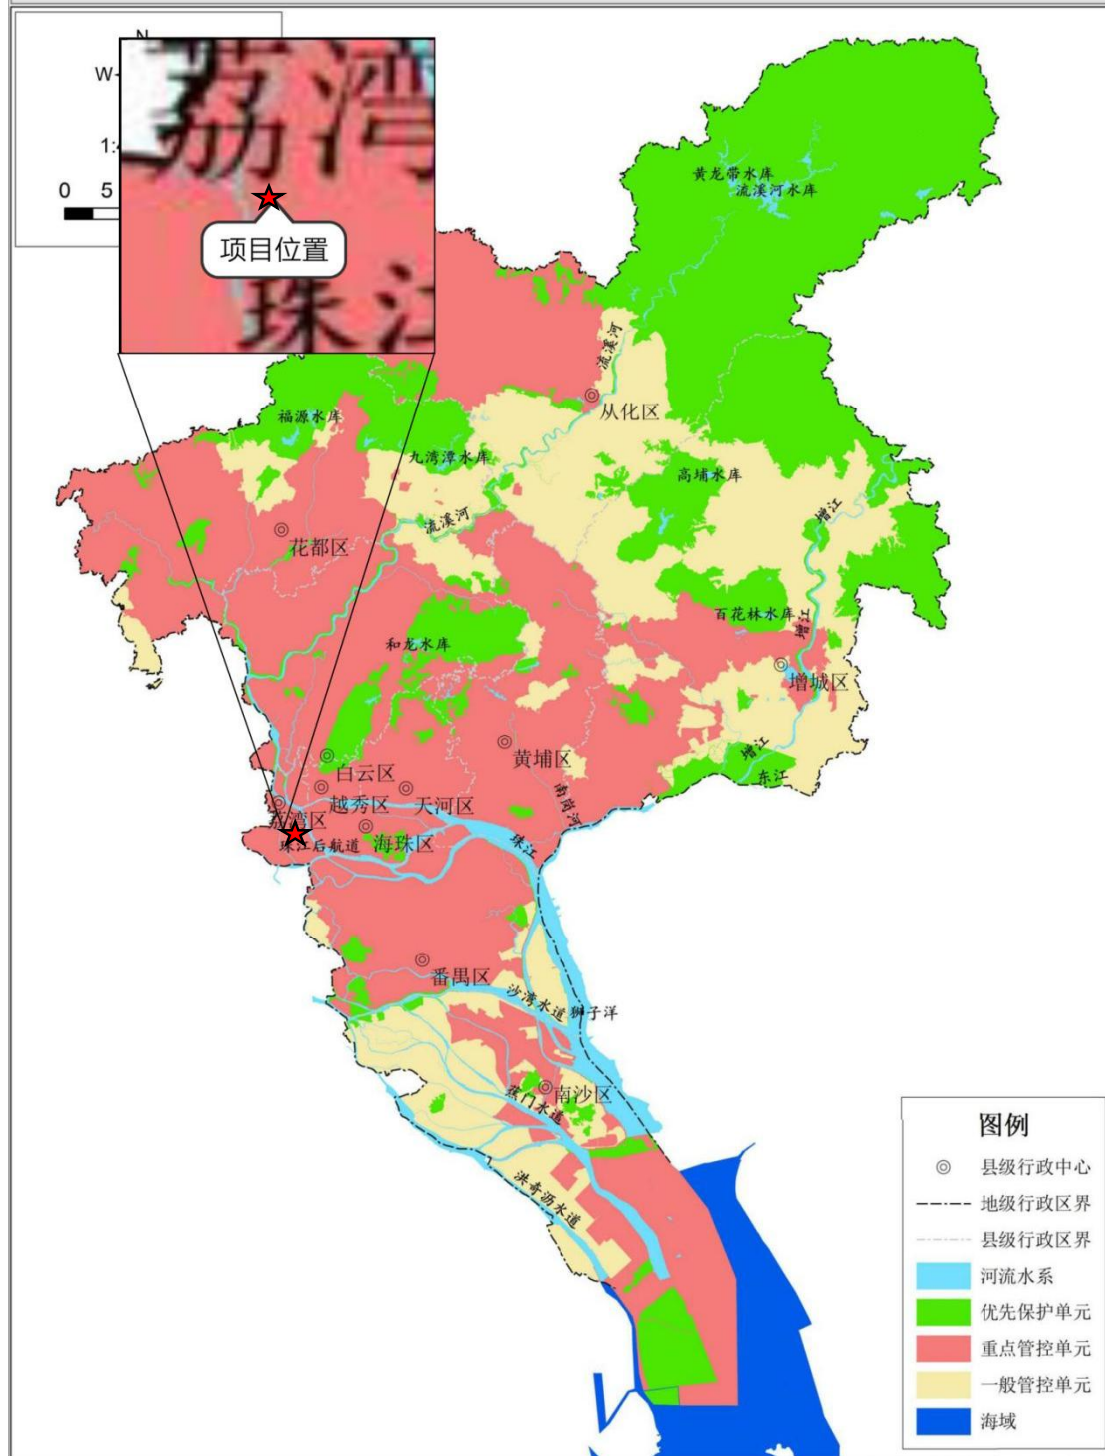 N
W
1:
0 5
荔湾
项目位置
珠江
黄龙带水库
流溪河水库
流溪河
从化区
福源水库
九湾潭水库
高埔水库
流溪河
增江
花都区
百花林水库
和龙水库
增江
增城区
黄埔区
增江
白云区
东江
越秀区
天河区
南岗河
荔湾区
海珠区
珠江
珠江后航道
番禺区
沙湾水道
狮子洋
南沙区
蕉门水道
洪奇沥水道
图例
县级行政中心
地级行政区界
县级行政区界
河流水系
优先保护单元
重点管控单元
一般管控单元
海域